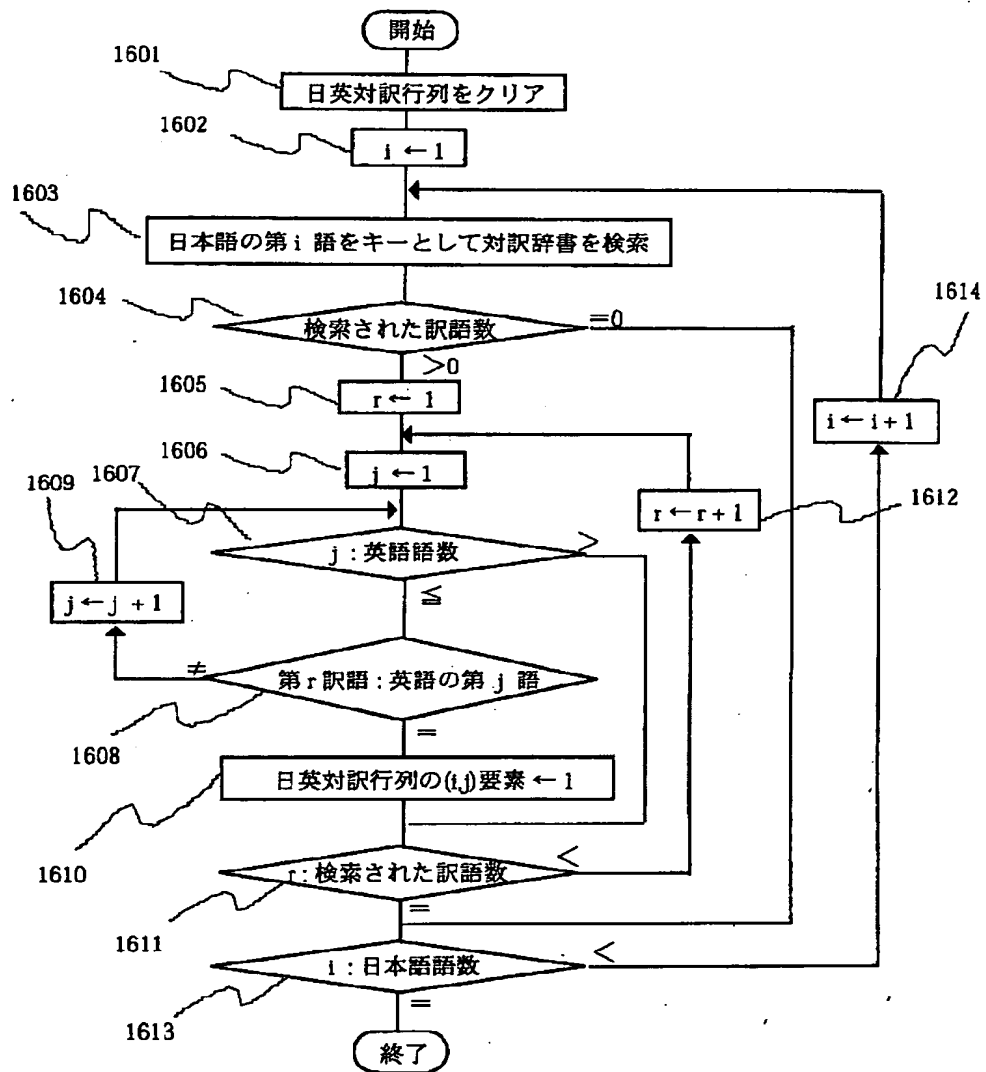 開始
1601
日英対訳行列をクリア
1602
i ← 1
1603
日本語の第 i 語をキーとして対訳辞書を検索
1604
検索された訳語数
=0
>0
1614
1605
r ← 1
i ← i + 1
1606
j ← 1
1607
1609
r ← r + 1
1612
j : 英語語数
>
j ← j + 1
≦
≠
第 r 訳語 : 英語の第 j 語
1608
=
日英対訳行列の(i,j)要素 ← 1
1610
<
r : 検索された訳語数
=
1611
<
i : 日本語語数
=
1613
終了